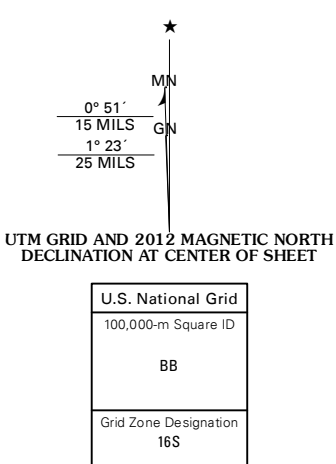 ★
MN
0° 51´
15 MILS
GN
1° 23´
25 MILS
UTM GRID AND 2012 MAGNETIC NORTH
DECLINATION AT CENTER OF SHEET
U.S. National Grid
100,000-m Square ID
BB
Grid Zone Designation
16S